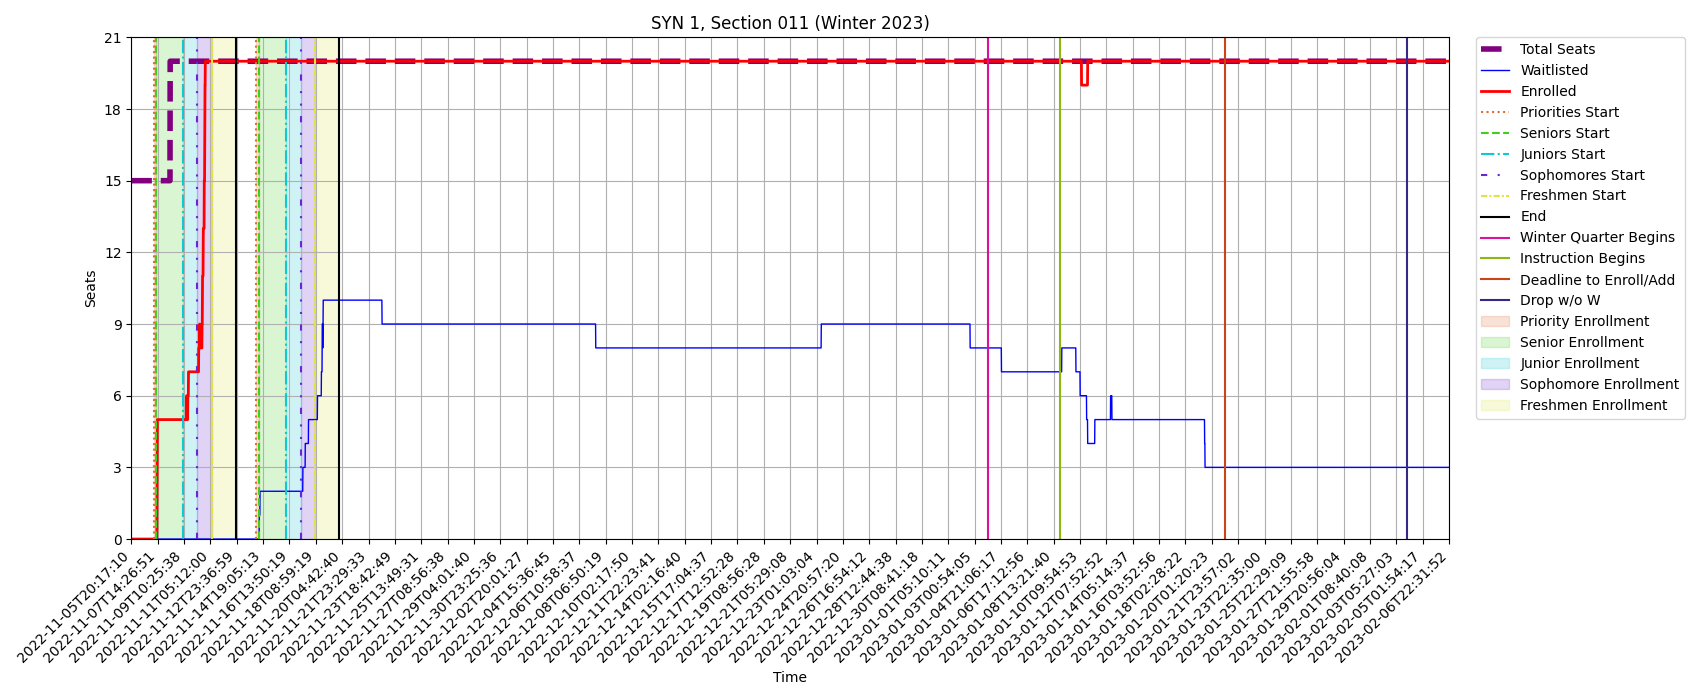 SYN 1, Section 011 (Winter 2023)
21
18
15
12
9
6
3
0
Seats
2022-11-05T20:17:10
2022-11-07T14:26:51
2022-11-09T10:25:38
2022-11-11T05:12:00
2022-11-12T23:36:59
2022-11-14T19:05:13
2022-11-16T13:50:19
2022-11-18T08:59:19
2022-11-20T04:42:40
2022-11-21T23:29:33
2022-11-23T18:42:49
2022-11-25T13:49:31
2022-11-27T08:56:38
2022-11-29T04:01:40
2022-11-30T23:25:36
2022-12-02T20:01:27
2022-12-04T15:36:45
2022-12-06T10:58:37
2022-12-08T06:50:19
2022-12-10T02:17:50
2022-12-11T22:23:41
2022-12-14T02:16:40
2022-12-15T17:04:37
2022-12-17T12:52:28
2022-12-19T08:56:28
2022-12-21T05:29:08
2022-12-23T01:03:04
2022-12-24T20:57:20
2022-12-26T16:54:12
2022-12-28T12:44:38
2022-12-30T08:41:18
2023-01-01T05:10:11
2023-01-03T00:54:05
2023-01-04T21:06:17
2023-01-06T17:12:56
2023-01-08T13:21:40
2023-01-10T09:54:53
2023-01-12T07:52:52
2023-01-14T05:14:37
2023-01-16T03:52:56
2023-01-18T02:28:22
2023-01-20T01:20:23
2023-01-21T23:57:02
2023-01-23T22:35:00
2023-01-25T22:29:09
2023-01-27T21:55:58
2023-01-29T20:56:04
2023-02-01T08:40:08
2023-02-03T05:27:03
2023-02-05T01:54:17
2023-02-06T22:31:52
Time
Total Seats
Waitlisted
Enrolled
Priorities Start
Seniors Start
Juniors Start
Sophomores Start
Freshmen Start
End
Winter Quarter Begins
Instruction Begins
Deadline to Enroll/Add
Drop w/o W
Priority Enrollment
Senior Enrollment
Junior Enrollment
Sophomore Enrollment
Freshmen Enrollment